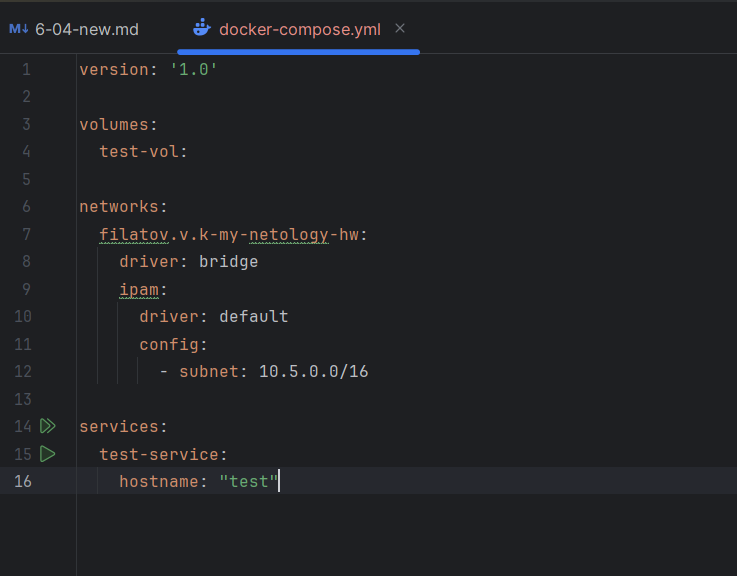 M↓ 6-04-new.md docker-compose.yml ×
1 version: '1.0'
2
3 volumes:
4   test-vol:
5
6 networks:
7   filatov.v.k-my-netology-hw:
8     driver: bridge
9     ipam:
10       driver: default
11       config:
12         - subnet: 10.5.0.0/16
13
14 services:
15   test-service:
16     hostname: "test"